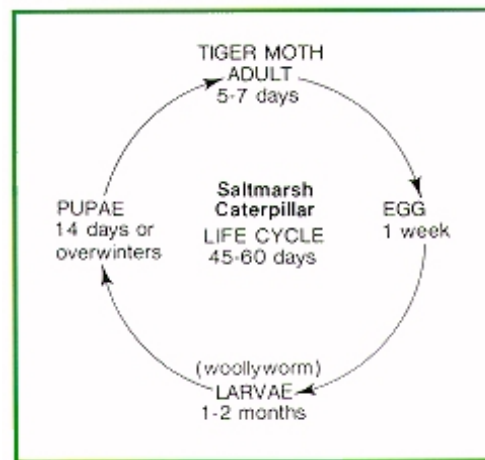 TIGER MOTH
ADULT
5-7 days
Saltmarsh
Caterpillar
LIFE CYCLE
45-60 days
EGG
1 week
(woollyworm)
LARVAE
1-2 months
PUPAE
14 days or
overwinters